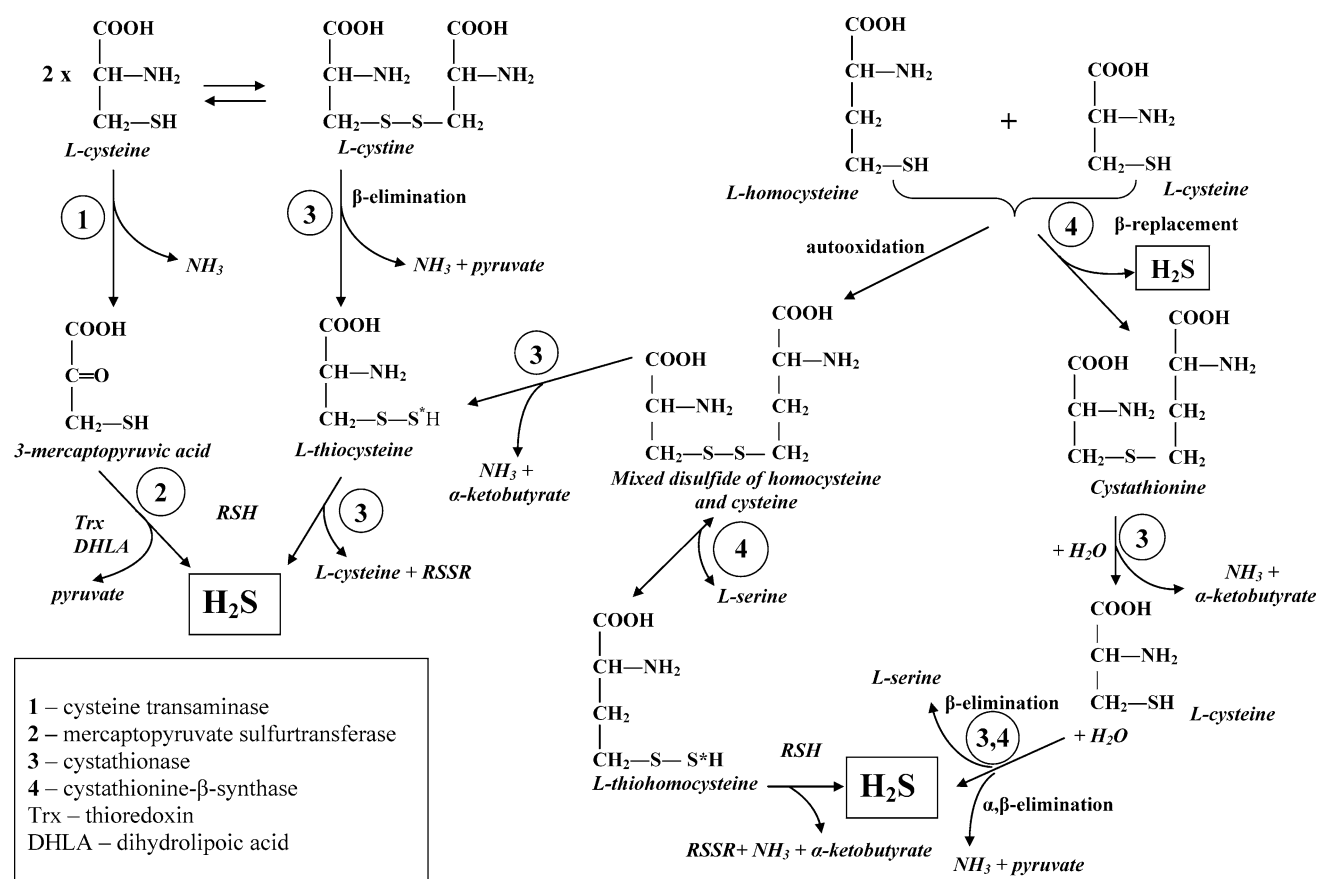 COOH
2 x CH—NH₂
CH₂—SH
L-cysteine
COOH COOH
CH—NH₂ CH—NH₂
CH₂—S—S—CH₂
L-cystine
COOH
CH—NH₂
CH₂
CH₂—SH
L-homocysteine
+
COOH
CH—NH₂
CH₂—SH
L-cysteine
1
NH₃
3
β-elimination
NH₃ + pyruvate
autooxidation
4
β-replacement
H₂S
COOH
C=O
CH₂—SH
3-mercaptopyruvic acid
COOH
CH—NH₂
CH₂—S—S*H
L-thiocysteine
3
NH₃ +
α-ketobutyrate
COOH
COOH CH—NH₂
CH—NH₂ CH₂
CH₂—S—S—CH₂
Mixed disulfide of homocysteine
and cysteine
COOH
COOH CH—NH₂
CH—NH₂ CH₂
CH₂—S— CH₂
Cystathionine
2
Trx
DHLA
pyruvate
RSH
3
L-cysteine + RSSR
H₂S
4
L-serine
+ H₂O
3
NH₃ +
α-ketobutyrate
COOH
CH—NH₂
CH₂
CH₂—S— S*H
L-thiohomocysteine
COOH
CH—NH₂
CH₂—SH
L-cysteine
L-serine
β-elimination
3,4
+ H₂O
RSH
H₂S
α,β-elimination
RSSR+ NH₃ + α-ketobutyrate
NH₃ + pyruvate
1 – cysteine transaminase
2 – mercaptopyruvate sulfurtransferase
3 – cystathionase
4 – cystathionine-β-synthase
Trx – thioredoxin
DHLA – dihydrolipoic acid